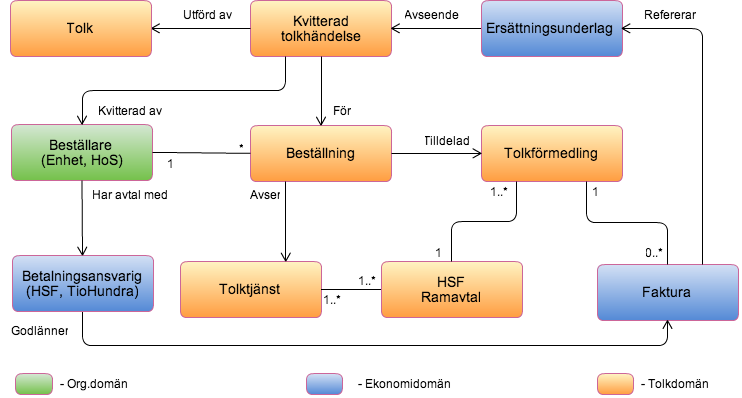 Tolk
Utförd av
Kvitterad
tolkhändelse
Avseende
Ersättningsunderlag
Refererar
Kvitterad av
För
Beställare
(Enhet, HoS)
1
*
Beställning
Tilldelad
Tolkförmedling
Har avtal med
Avser
1..*
1
Betalningsansvarig
(HSF, TioHundra)
Tolktjänst
1..*
1..*
1
HSF
Ramavtal
0..*
Faktura
Godlänner
- Org.domän
- Ekonomidomän
- Tolkdomän